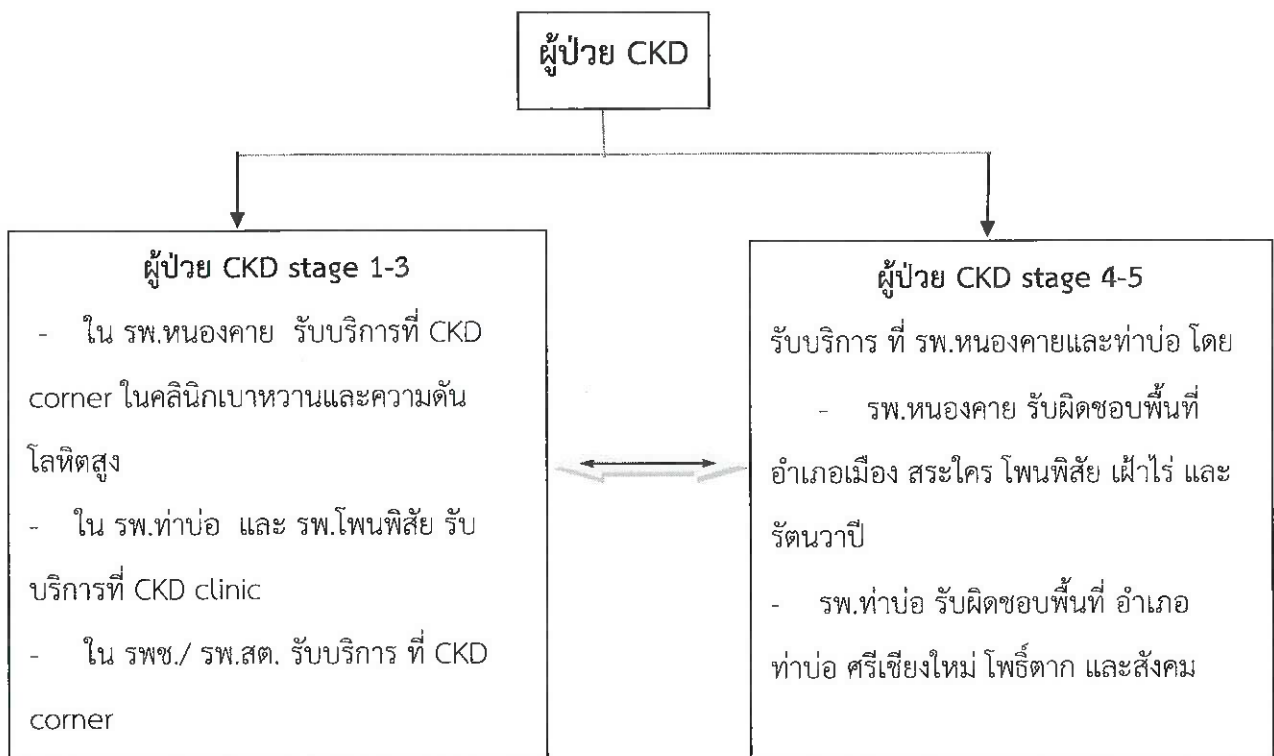 ผู้ป่วย CKD
ผู้ป่วย CKD stage 1-3
- ใน รพ.หนองคาย รับบริการที่ CKD
corner ในคลินิกเบาหวานและความดัน
โลหิตสูง
- ใน รพ.ท่าบ่อ และ รพ.โพนพิสัย รับ
บริการที่ CKD clinic
- ใน รพช./ รพ.สต. รับบริการ ที่ CKD
corner
ผู้ป่วย CKD stage 4-5
รับบริการ ที่ รพ.หนองคายและท่าบ่อ โดย
- รพ.หนองคาย รับผิดชอบพื้นที่
อำเภอเมือง สระใคร โพนพิสัย เฝ้าไร่ และ
รัตนวาปี
- รพ.ท่าบ่อ รับผิดชอบพื้นที่ อำเภอ
ท่าบ่อ ศรีเชียงใหม่ โพธิ์ตาก และสังคม